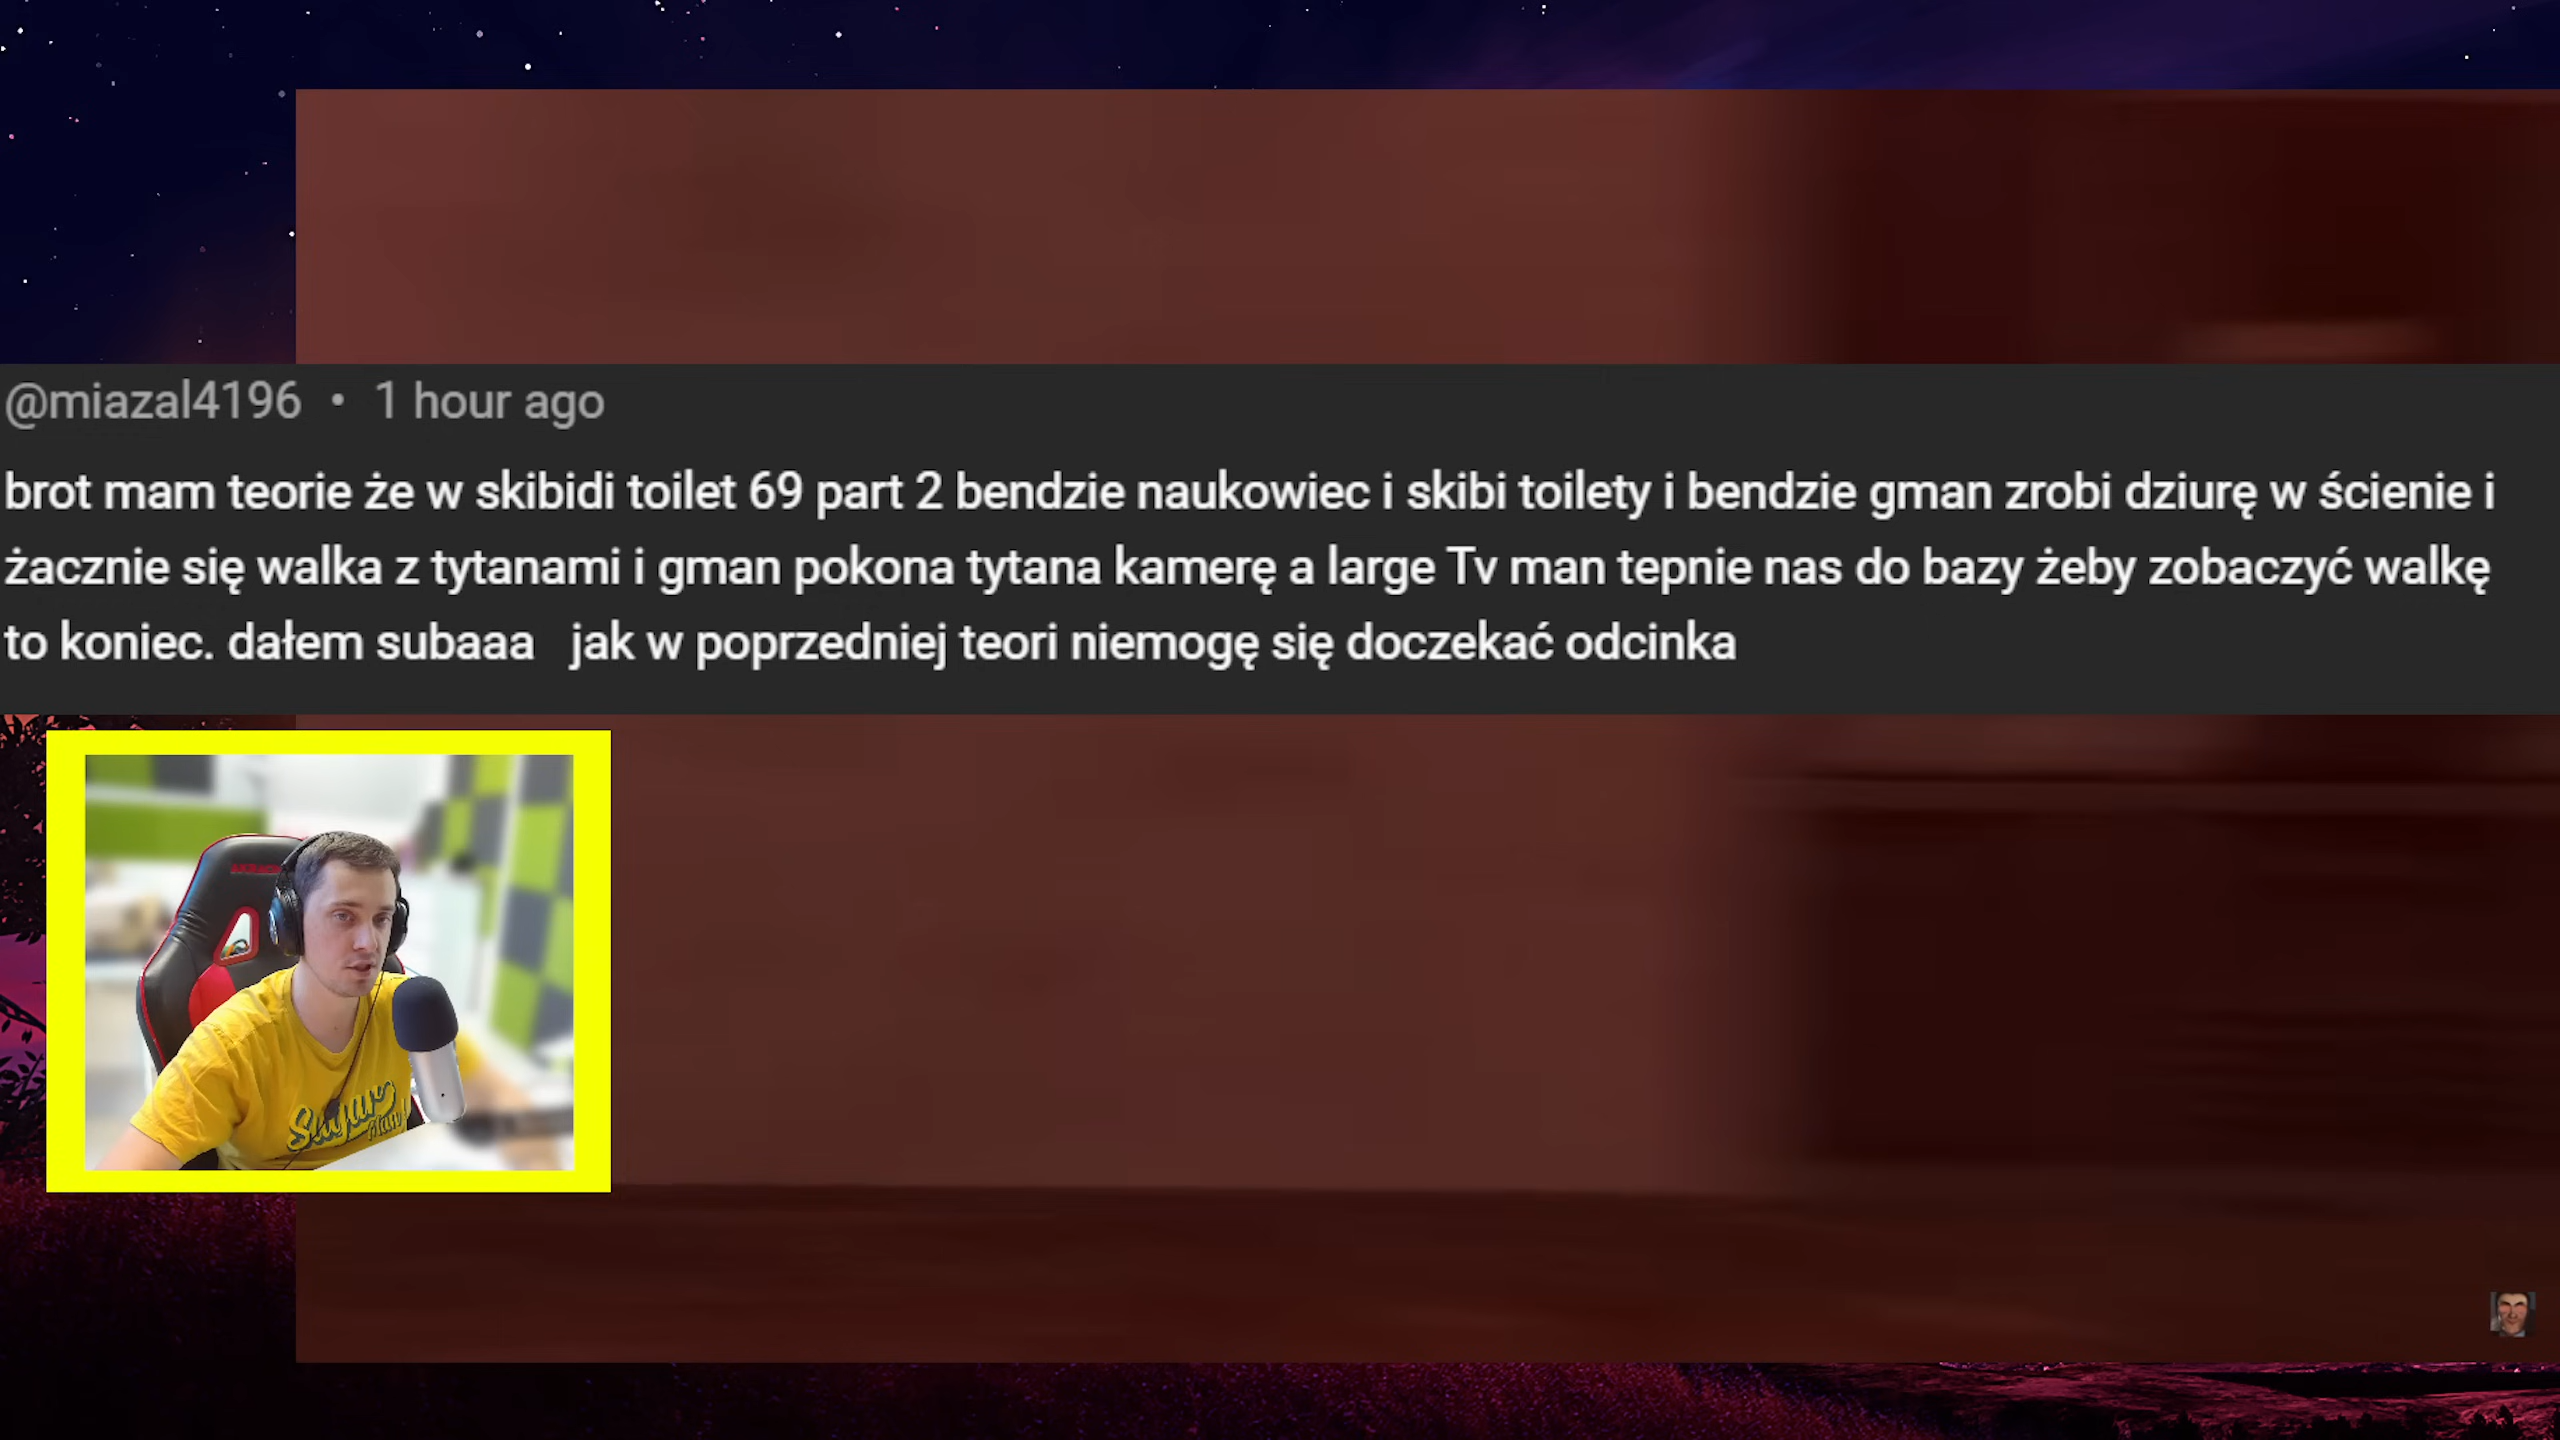 @miazal4196 • 1 hour ago
brot mam teorie że w skibidi toilet 69 part 2 bendzie naukowiec i skibi toilety i bendzie gman zrobi dziurę w ścienie i
żacznie się walka z tytanami i gman pokona tytana kamerę a large Tv man tepnie nas do bazy żeby zobaczyć walkę
to koniec. dałem subaaa jak w poprzedniej teori niemogę się doczekać odcinka